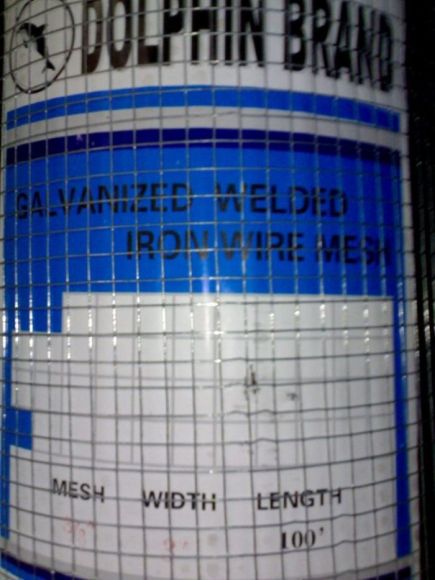 DOLPHIN BRAND
GALVANIZED WELDED
IRON WIRE MESH
MESH WIDTH LENGTH
100'